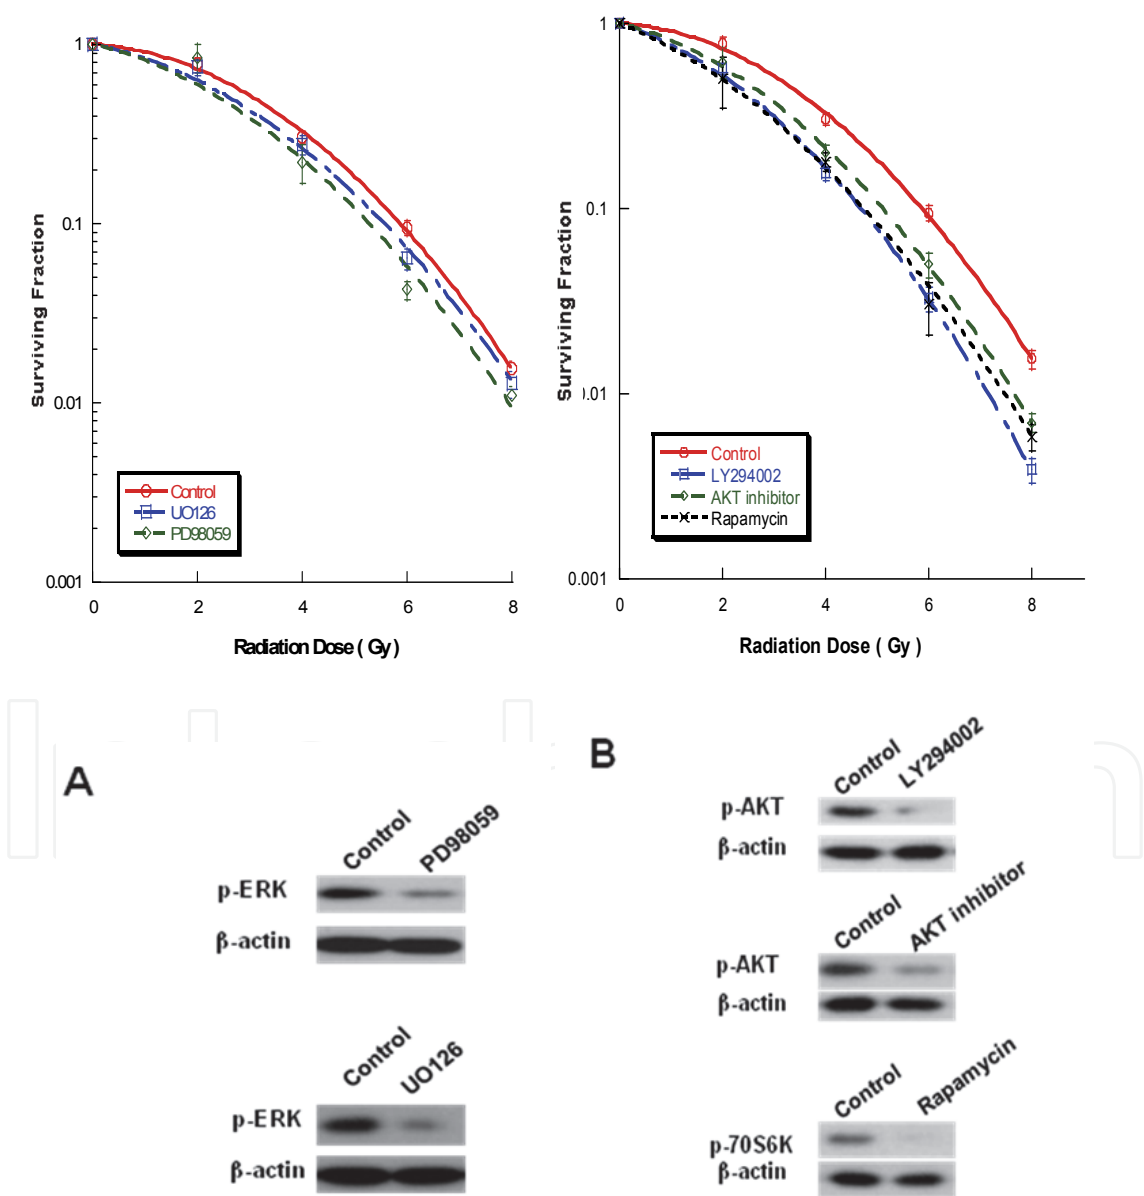 1
0.1
0.01
0.001
Surviving Fraction
Control
UO126
PD98059
0 2 4 6 8
Radiation Dose ( Gy )
1
0.1
0.01
0.001
Surviving Fraction
Control
LY294002
AKT inhibitor
Rapamycin
0 2 4 6 8
Radiation Dose ( Gy )
A
Control PD98059
p-ERK
β-actin
Control UO126
p-ERK
β-actin
B
Control LY294002
p-AKT
β-actin
Control AKT inhibitor
p-AKT
β-actin
Control Rapamycin
p-70S6K
β-actin